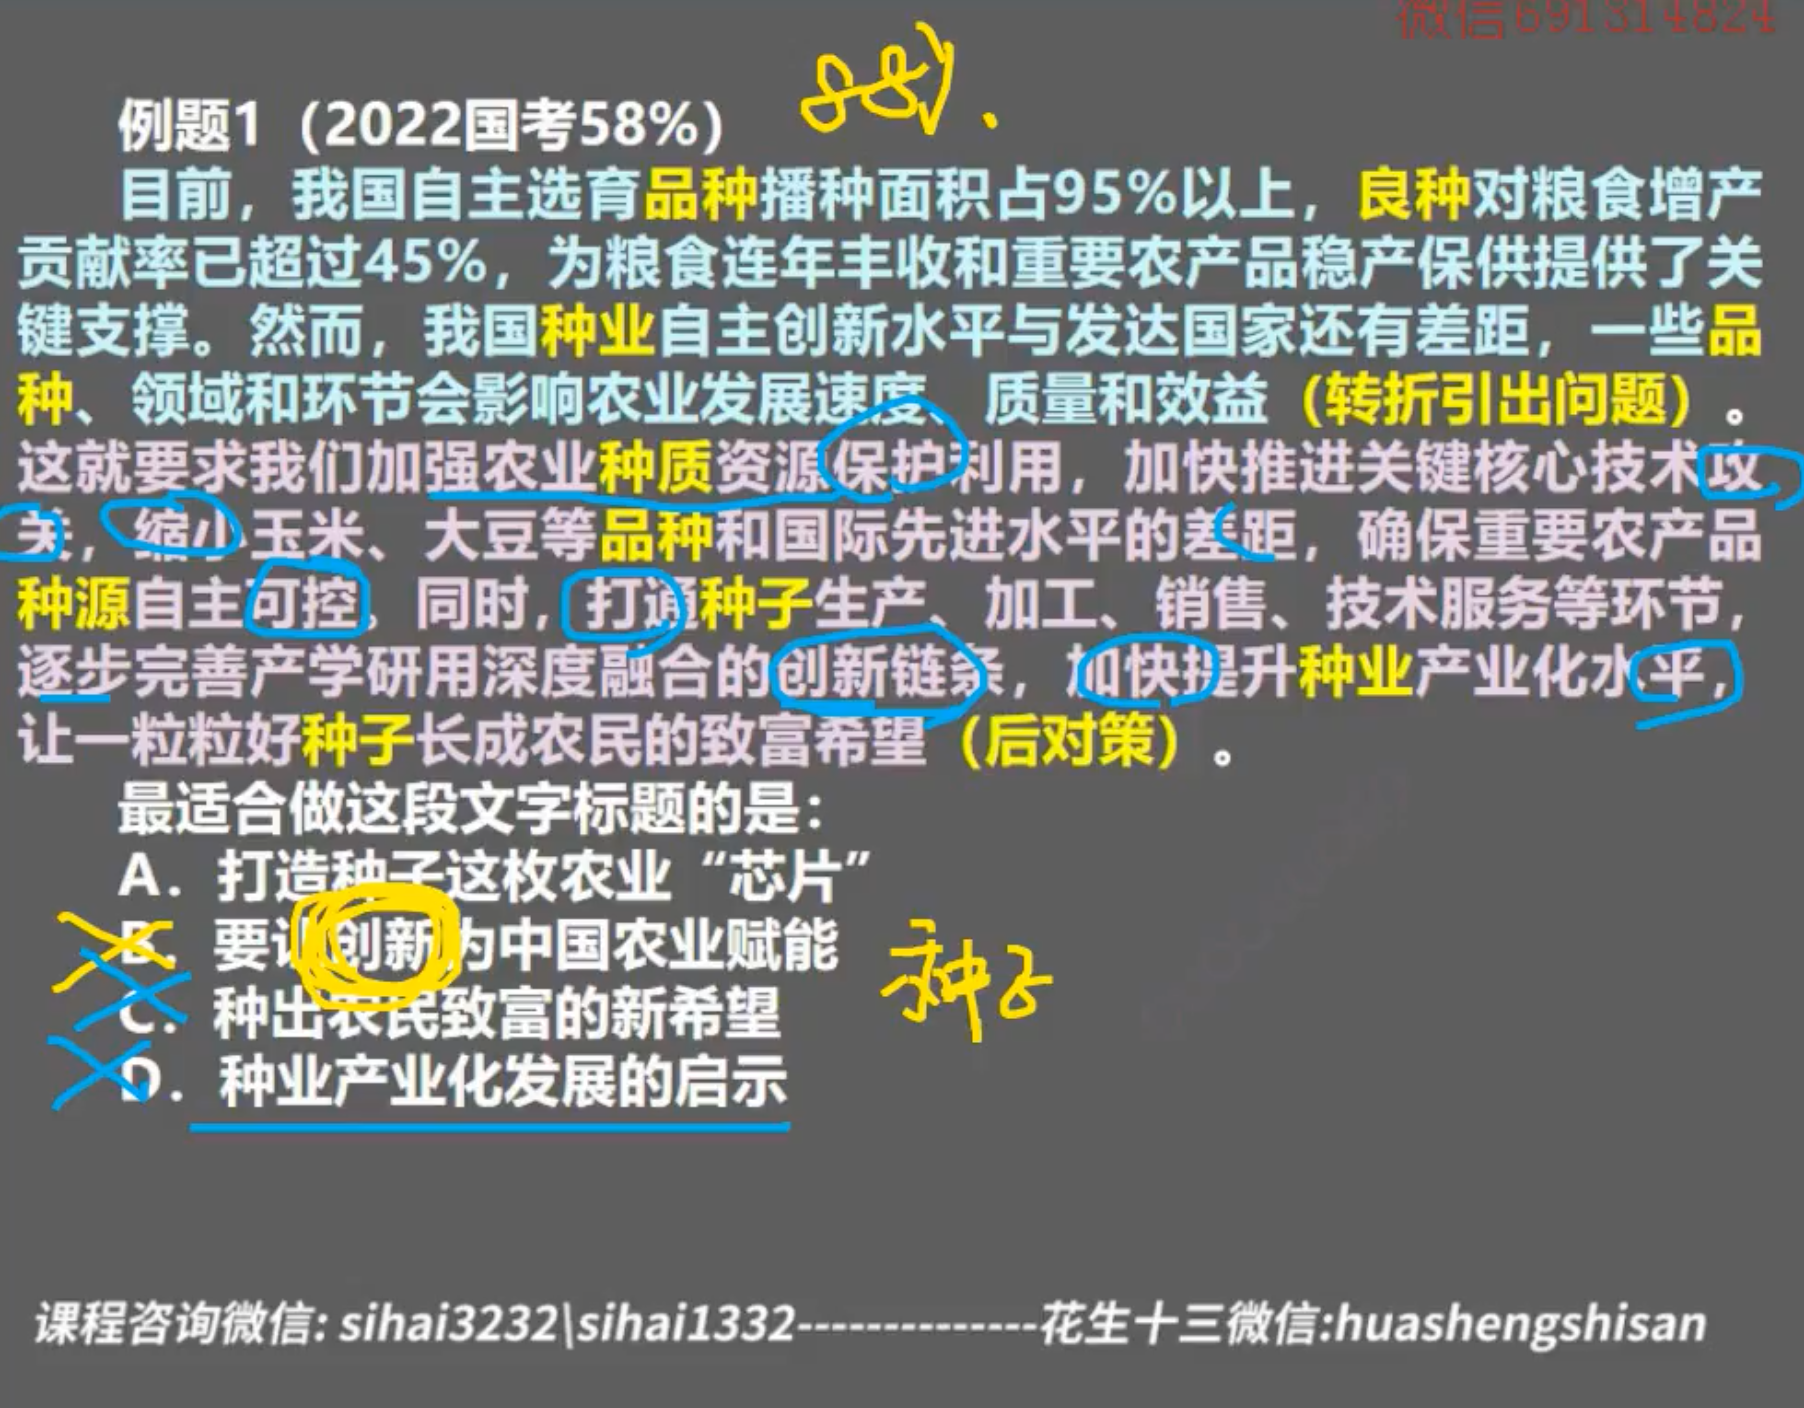 微信691314824
887.
例题1（2022国考58%）
目前，我国自主选育品种播种面积占95%以上，良种对粮食增产
贡献率已超过45%，为粮食连年丰收和重要农产品稳产保供提供了关
键支撑。然而，我国种业自主创新水平与发达国家还有差距，一些品
种、领域和环节会影响农业发展速度、质量和效益（转折引出问题）。
这就要求我们加强农业种质资源保护利用，加快推进关键核心技术攻
关，缩小玉米、大豆等品种和国际先进水平的差距，确保重要农产品
种源自主可控。同时，打通种子生产、加工、销售、技术服务等环节，
逐步完善产学研用深度融合的创新链条，加快提升种业产业化水平，
让一粒粒好种子长成农民的致富希望（后对策）。
最适合做这段文字标题的是：
A．打造种子这枚农业“芯片”
B．要让创新为中国农业赋能
种子
C．种出农民致富的新希望
D．种业产业化发展的启示
课程咨询微信: sihai3232\sihai1332--------------花生十三微信:huashengshisan